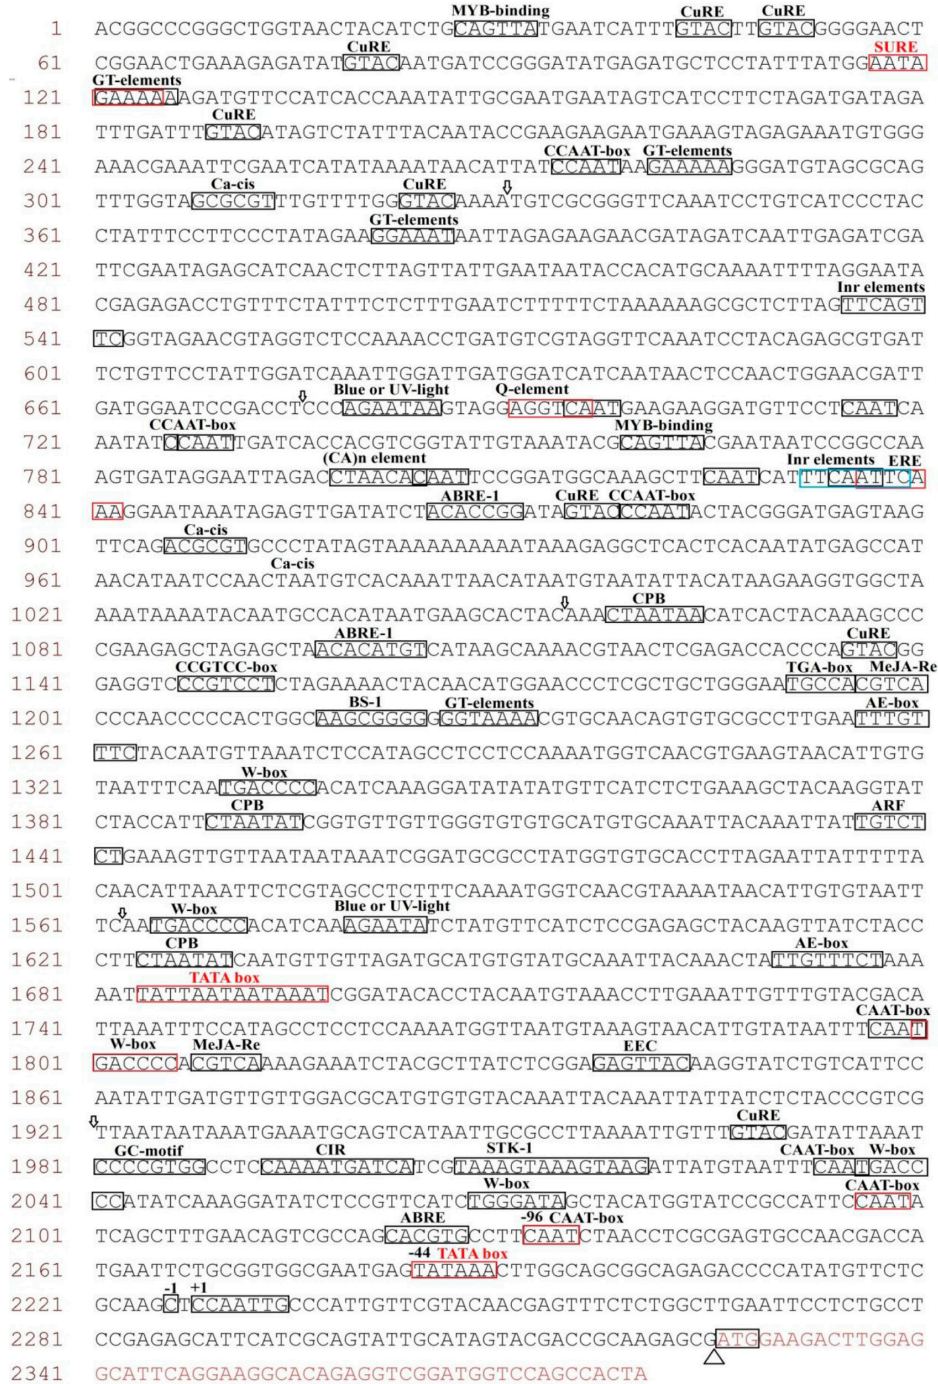 MYB-binding CuRE CuRE
1 ACGGCCCGGGCTGGTAACTACATCTGCAGTTATGAATCATTTGTACTTGTACGGGGAACT
CuRE SURE
61 CGGAACTGAAAGAGATATGTACAATGATCCGGGATATGAGATGCTCCTATTTATGGAATA
GT-elements
121 GAAAAAAGATGTTCCATCACCAAATATTGCGAATGAATAGTCATCCTTCTAGATGATAGA
CuRE
181 TTTGATTTGTACATAGTCTATTTACAATACCGAAGAAGAATGAAAGTAGAGAAATGTGGG
CCAAT-box GT-elements
241 AAACGAAATTCGAATCATATAAAATAACATTATCCAATAAGAAAAAGGGATGTAGCGCAG
Ca-cis CuRE
301 TTTGGTAGCGCGTTTGTTTTGGGTACAAAATGTCGCGGGTTCAATCCTGTCATCCCTAC
GT-elements
361 CTATTTCCTTCCCTATAGAAGGAAATAATTAGAGAAGAACGATAGATCAATTGAGATCGA
421 TTCGAATAGAGCATCAACTCTTAGTTATTGAATAATACCACATGCAAAATTTTAGGAATA
Inr elements
481 CGAGAGACCTGTTTCTATTTCTCTTTGAATCTTTTTCTAAAAAAGCGCTCTTAGTTCAGT
541 TCGGTAGAACGTAGGTCTCCAAAACCTGATGTCGTAGGTTCAAATCCTACAGAGCGTGAT
601 TCTGTTCCTATTGGATCAAATTGGATTGATGGATCATCAATAACTCCAACTGGAACGATT
Blue or UV-light Q-element
661 GATGGAATCCGACCTCCCAGAATAAGTAGGAGGTCAATGAAGAAGGATGTTCCTCAATCA
CCAAT-box MYB-binding
721 AATATCCAATTGATCACCACGTCGGTATTGTAAATACGCAGTTACGAATAATCCGGCCAA
(CA)n element Inr elements ERE
781 AGTGATATGGAATTAGACCTAACACAATTCCGGATGGCAAGCTTCAATCATTTCAATTCA
ABRE-1 CuRE CCAAT-box
841 AAGGAATAAATAGAGTTGATATCTACACCGGATAGTACCCAATACTACGGGATGAGTAAG
Ca-cis
901 TTCAGACGCGTGCCCTATAGTAAAAAAAAAATAAAGAGGCTCACTCACAATATGAGCCAT
Ca-cis
961 AACATAATCCAACTAATGTCACAAATTAACATAATGTAATATTACATAAGAAGGTGGCTA
CPB
1021 AAATAAAATACAATGCCACATAATGAAGCACTACAAACTAATAACATCACTACAAAGCCC
ABRE-1 CuRE
1081 CGAAGAGCTAGAGCTAACACATGTCATAAGCAAAACGTAACTCGAGACCACCCAGTACGG
CCGTCC-box TGA-box MeJA-Re
1141 GAGGTCCCGTCCTCTAGAAAACTACAACATGGAACCCTCGCTGCTGGGAATGCCACGTCA
BS-1 GT-elements AE-box
1201 CCCAACCCCCACTGGCAAGCGGGGGGGTAAAACGTGCAACAGTGTGCGCCTTGAATTTGT
1261 TTCTACAATGTTAAATCTCCATAGCCTCCTCCAAAATGGTCAACGTGAAGTAACATTGTG
W-box
1321 TAATTTCAATGACCCCACATCAAAGGATATATATGTTCATCTCTGAAAGCTACAAGGTAT
CPB ARF
1381 CTACCATTCTAATATCGGTGTTGTTGGGTGTGTGCATGTGCAAATTACAAATTATTGTCT
1441 CTGAAAGTTGTTAATAATAAATCGGATGCGCCTATGGTGTGCACCTTAGAATTATTTTTA
1501 CAACATTAAATTCTCGTAGCCTCTTTCAAAATGGTCAACGTAAAATAACATTGTGTAATT
W-box Blue or UV-light
1561 TCAATGACCCCACATCAAAGAATATCTATGTTCATCTCCGAGAGCTACAAGTTATCTACC
CPB AE-box
1621 CTTCTAATATCAATGTTGTTAGATGCATGTGTATGCAAATTACAAACTATTGTTTCTAAA
TATA box
1681 AATTATTAATAATAAATCGGATACACCTACAATGTAAACCTTGAAATTGTTTGTACGACA
CAAT-box
1741 TTAAATTTCCATAGCCTCCTCCAAAATGGTTAATGTAAAGTAACATTGTATAATTTCAAT
W-box MeJA-Re EEC
1801 GACCCCACGTCAAAAGAAATCTACGCTTATCTCGGAGAGTTACAAGGTATCTGTCATTCC
1861 AATATTGATGTTGTTGGACGCATGTGTGTACAAATTACAAATTATTATCTCTACCCGTCG
CuRE
1921 TTAATAATAAATGAAATGCAGTCATAATTGCGCCTTAAAATTGTTTGTACGATATTAAAT
GC-motif CIR STK-1 CAAT-box W-box
1981 CCCCGTGGCCTCCAAAATGATCATCGTAAAGTAAAGTAAGATTATGTAATTTCAATGACC
W-box CAAT-box
2041 CCATATCAAAGGATATCTCCGTTCATCTGGGATAGCTACATGGTATCCGCCATTCCAATA
ABRE -96 CAAT-box
2101 TCAGCTTTGAACAGTCGCCAGCACGTGCCTTCAATCTAACCTCGCGAGTGCCAACGACCA
-44 TATA box
2161 TGAATTCTGCGGTGGCGAATGAGTATAAACTTGGCAGCGGCAGAGACCCCATATGTTCTC
-1 +1
2221 GCAAGCTCCAATTGCCCATTGTTCGTACAACGAGTTTCTCTGGCTTGAATTCCTCTGCCT
2281 CCGAGAGCATTCATCGCAGTATTGCATAGTACGACCGCAAGAGCGATGGAAGACTTGGAG
2341 GCATTCAGGAAGGCACAGAGGTCGGATGGTCCAGCCACTA